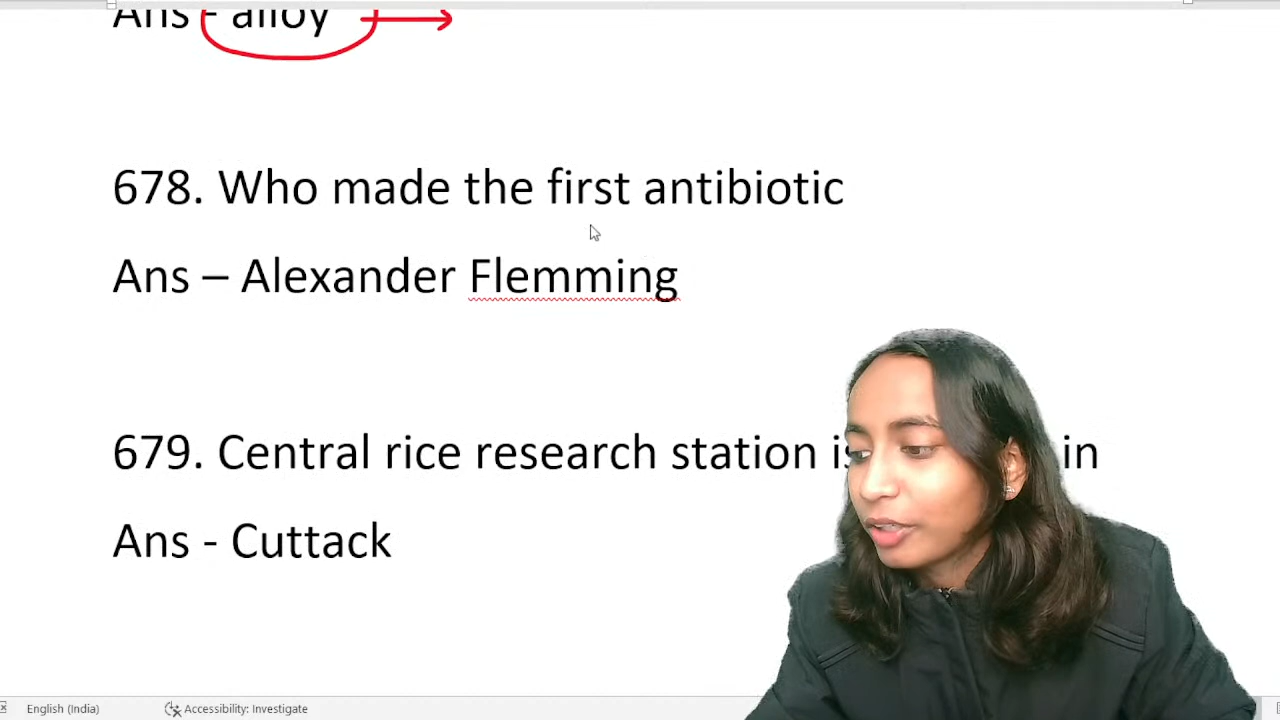 Ans - alloy
678. Who made the first antibiotic
Ans – Alexander Flemming
679. Central rice research station in
Ans - Cuttack
English (India) Accessibility: Investigate